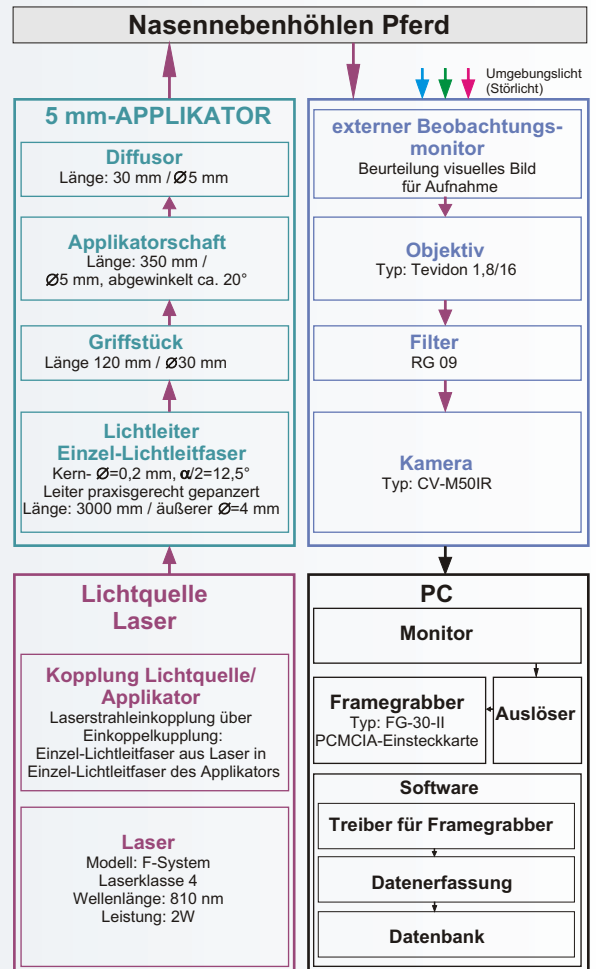 Nasennebenhöhlen Pferd
Umgebungslicht
(Störlicht)
5 mm-APPLIKATOR
Diffusor
Länge: 30 mm / Ø5 mm
Applikatorschaft
Länge: 350 mm /
Ø5 mm, abgewinkelt ca. 20°
Griffstück
Länge 120 mm / Ø30 mm
Lichtleiter
Einzel-Lichtleitfaser
Kern- Ø=0,2 mm, α/2=12,5°
Leiter praxisgerecht gepanzert
Länge: 3000 mm / äußerer Ø=4 mm
externer Beobachtungs-
monitor
Beurteilung visuelles Bild
für Aufnahme
Objektiv
Typ: Tevidon 1,8/16
Filter
RG 09
Kamera
Typ: CV-M50IR
Lichtquelle
Laser
Kopplung Lichtquelle/
Applikator
Laserstrahleinkopplung über
Einkoppelkupplung:
Einzel-Lichtleitfaser aus Laser in
Einzel-Lichtleitfaser des Applikators
Laser
Modell: F-System
Laserklasse 4
Wellenlänge: 810 nm
Leistung: 2W
PC
Monitor
Framegrabber
Typ: FG-30-II
PCMCIA-Einsteckkarte
Auslöser
Software
Treiber für Framegrabber
Datenerfassung
Datenbank